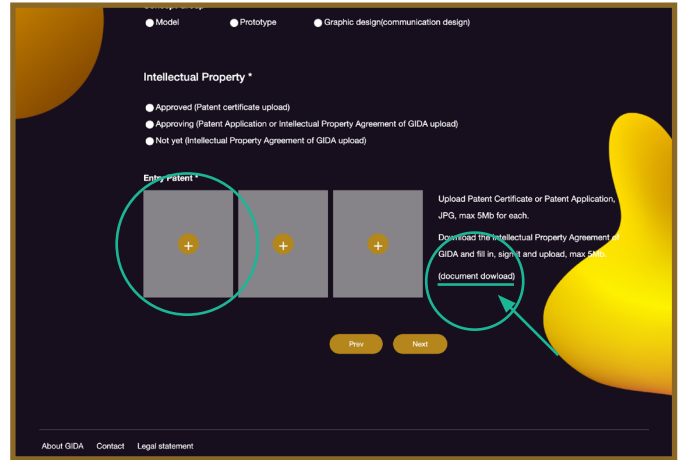 Model
Prototype
Graphic design(communication design)
Intellectual Property *
Approved (Patent certificate upload)
Approving (Patent Application or Intellectual Property Agreement of GIDA upload)
Not yet (Intellectual Property Agreement of GIDA upload)
Entry Patent *
Upload Patent Certificate or Patent Application,
JPG, max 5Mb for each.
Download the Intellectual Property Agreement of
GIDA and fill in, sign it and upload, max 5Mb.
(document dowload)
Prev
Next
About GIDA
Contact
Legal statement